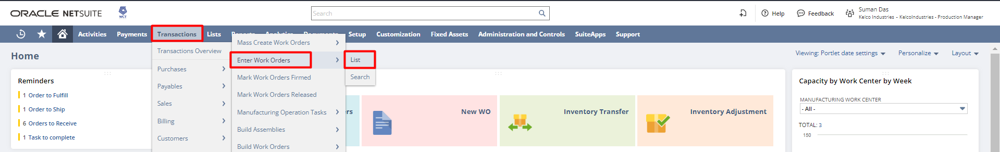 ORACLE NETSUITE
WCT
Search
Help
Feedback
Suman Das
Kelco Industries - KelcoIndustries - Production Manager
Activities
Payments
Transactions
Lists
Reports
Analytics
Documents
Setup
Customization
Fixed Assets
Administration and Controls
SuiteApps
Support
Home
Viewing: Portlet date settings
Personalize
Layout
Transactions Overview
Purchases
Payables
Sales
Billing
Customers
Mass Create Work Orders
Enter Work Orders
Mark Work Orders Firmed
Mark Work Orders Released
Manufacturing Operation Tasks
Build Assemblies
Build Work Orders
List
Search
Reminders
1 Order to Fulfill
1 Order to Ship
6 Orders to Receive
1 Task to complete
New WO
Inventory Transfer
Inventory Adjustment
Capacity by Work Center by Week
MANUFACTURING WORK CENTER
- All -
TOTAL: 3
150